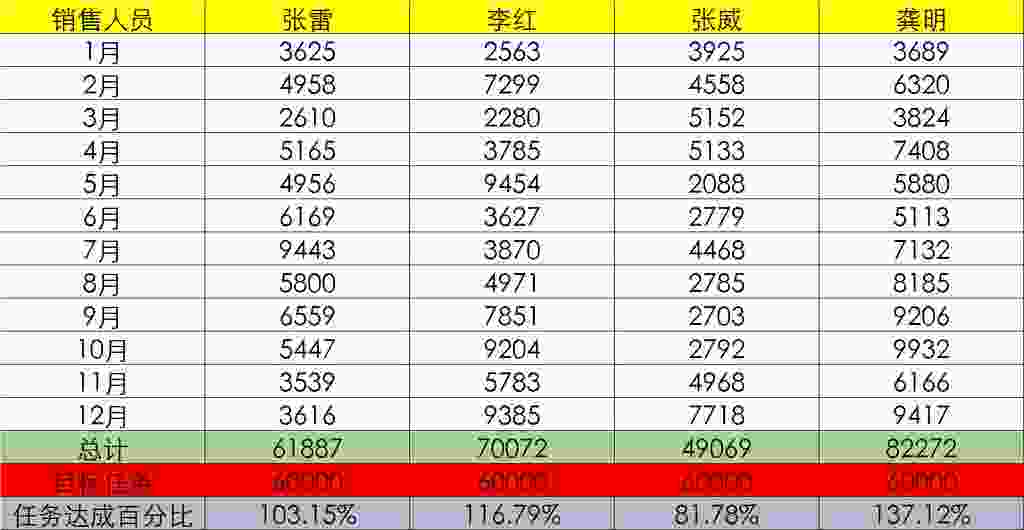 销售人员 张雷 李红 张威 龚明
1月 3625 2563 3925 3689
2月 4958 7299 4558 6320
3月 2610 2280 5152 3824
4月 5165 3785 5133 7408
5月 4956 9454 2088 5880
6月 6169 3627 2779 5113
7月 9443 3870 4468 7132
8月 5800 4971 2785 8185
9月 6559 7851 2703 9206
10月 5447 9204 2792 9932
11月 3539 5783 4968 6166
12月 3616 9385 7718 9417
总计 61887 70072 49069 82272
目标任务 60000 60000 60000 60000
任务达成百分比 103.15% 116.79% 81.78% 137.12%